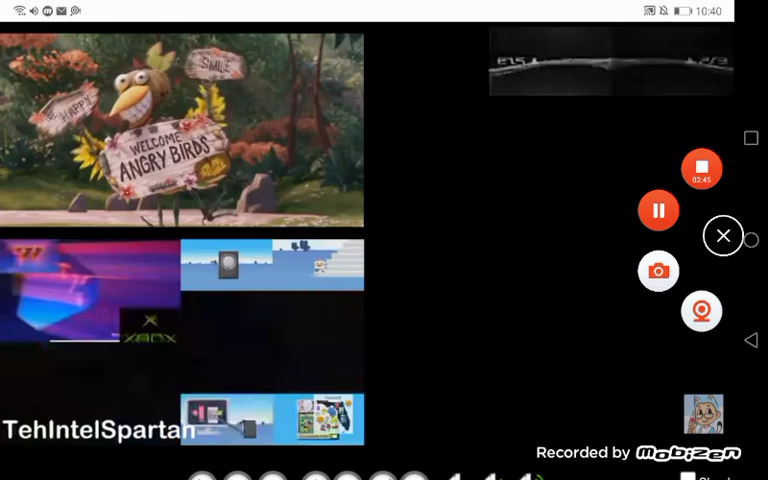 10:40
SMILE
BE HAPPY
WELCOME
ANGRY BIRDS
02:45
XBOX
TehIntelSpartan
Recorded by Mobizen